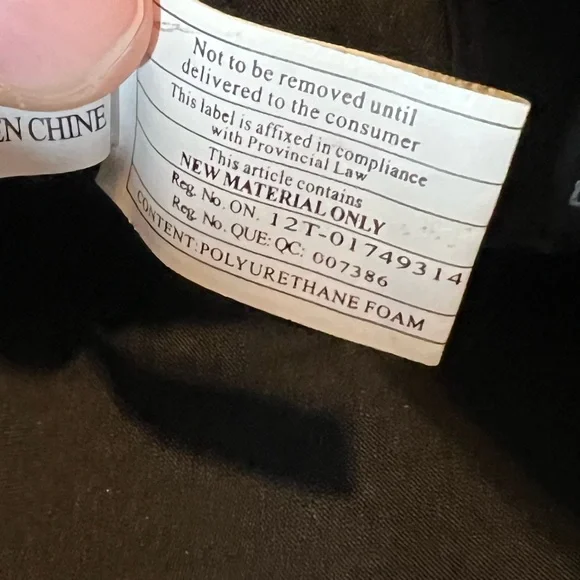 EN CHINE
Not to be removed until
delivered to the consumer
This label is affixed in compliance
with Provincial Law
This article contains
NEW MATERIAL ONLY
Reg. No. ON. 12T-01749314
Reg. No. QUE: QC: 007386
CONTENT: POLYURETHANE FOAM